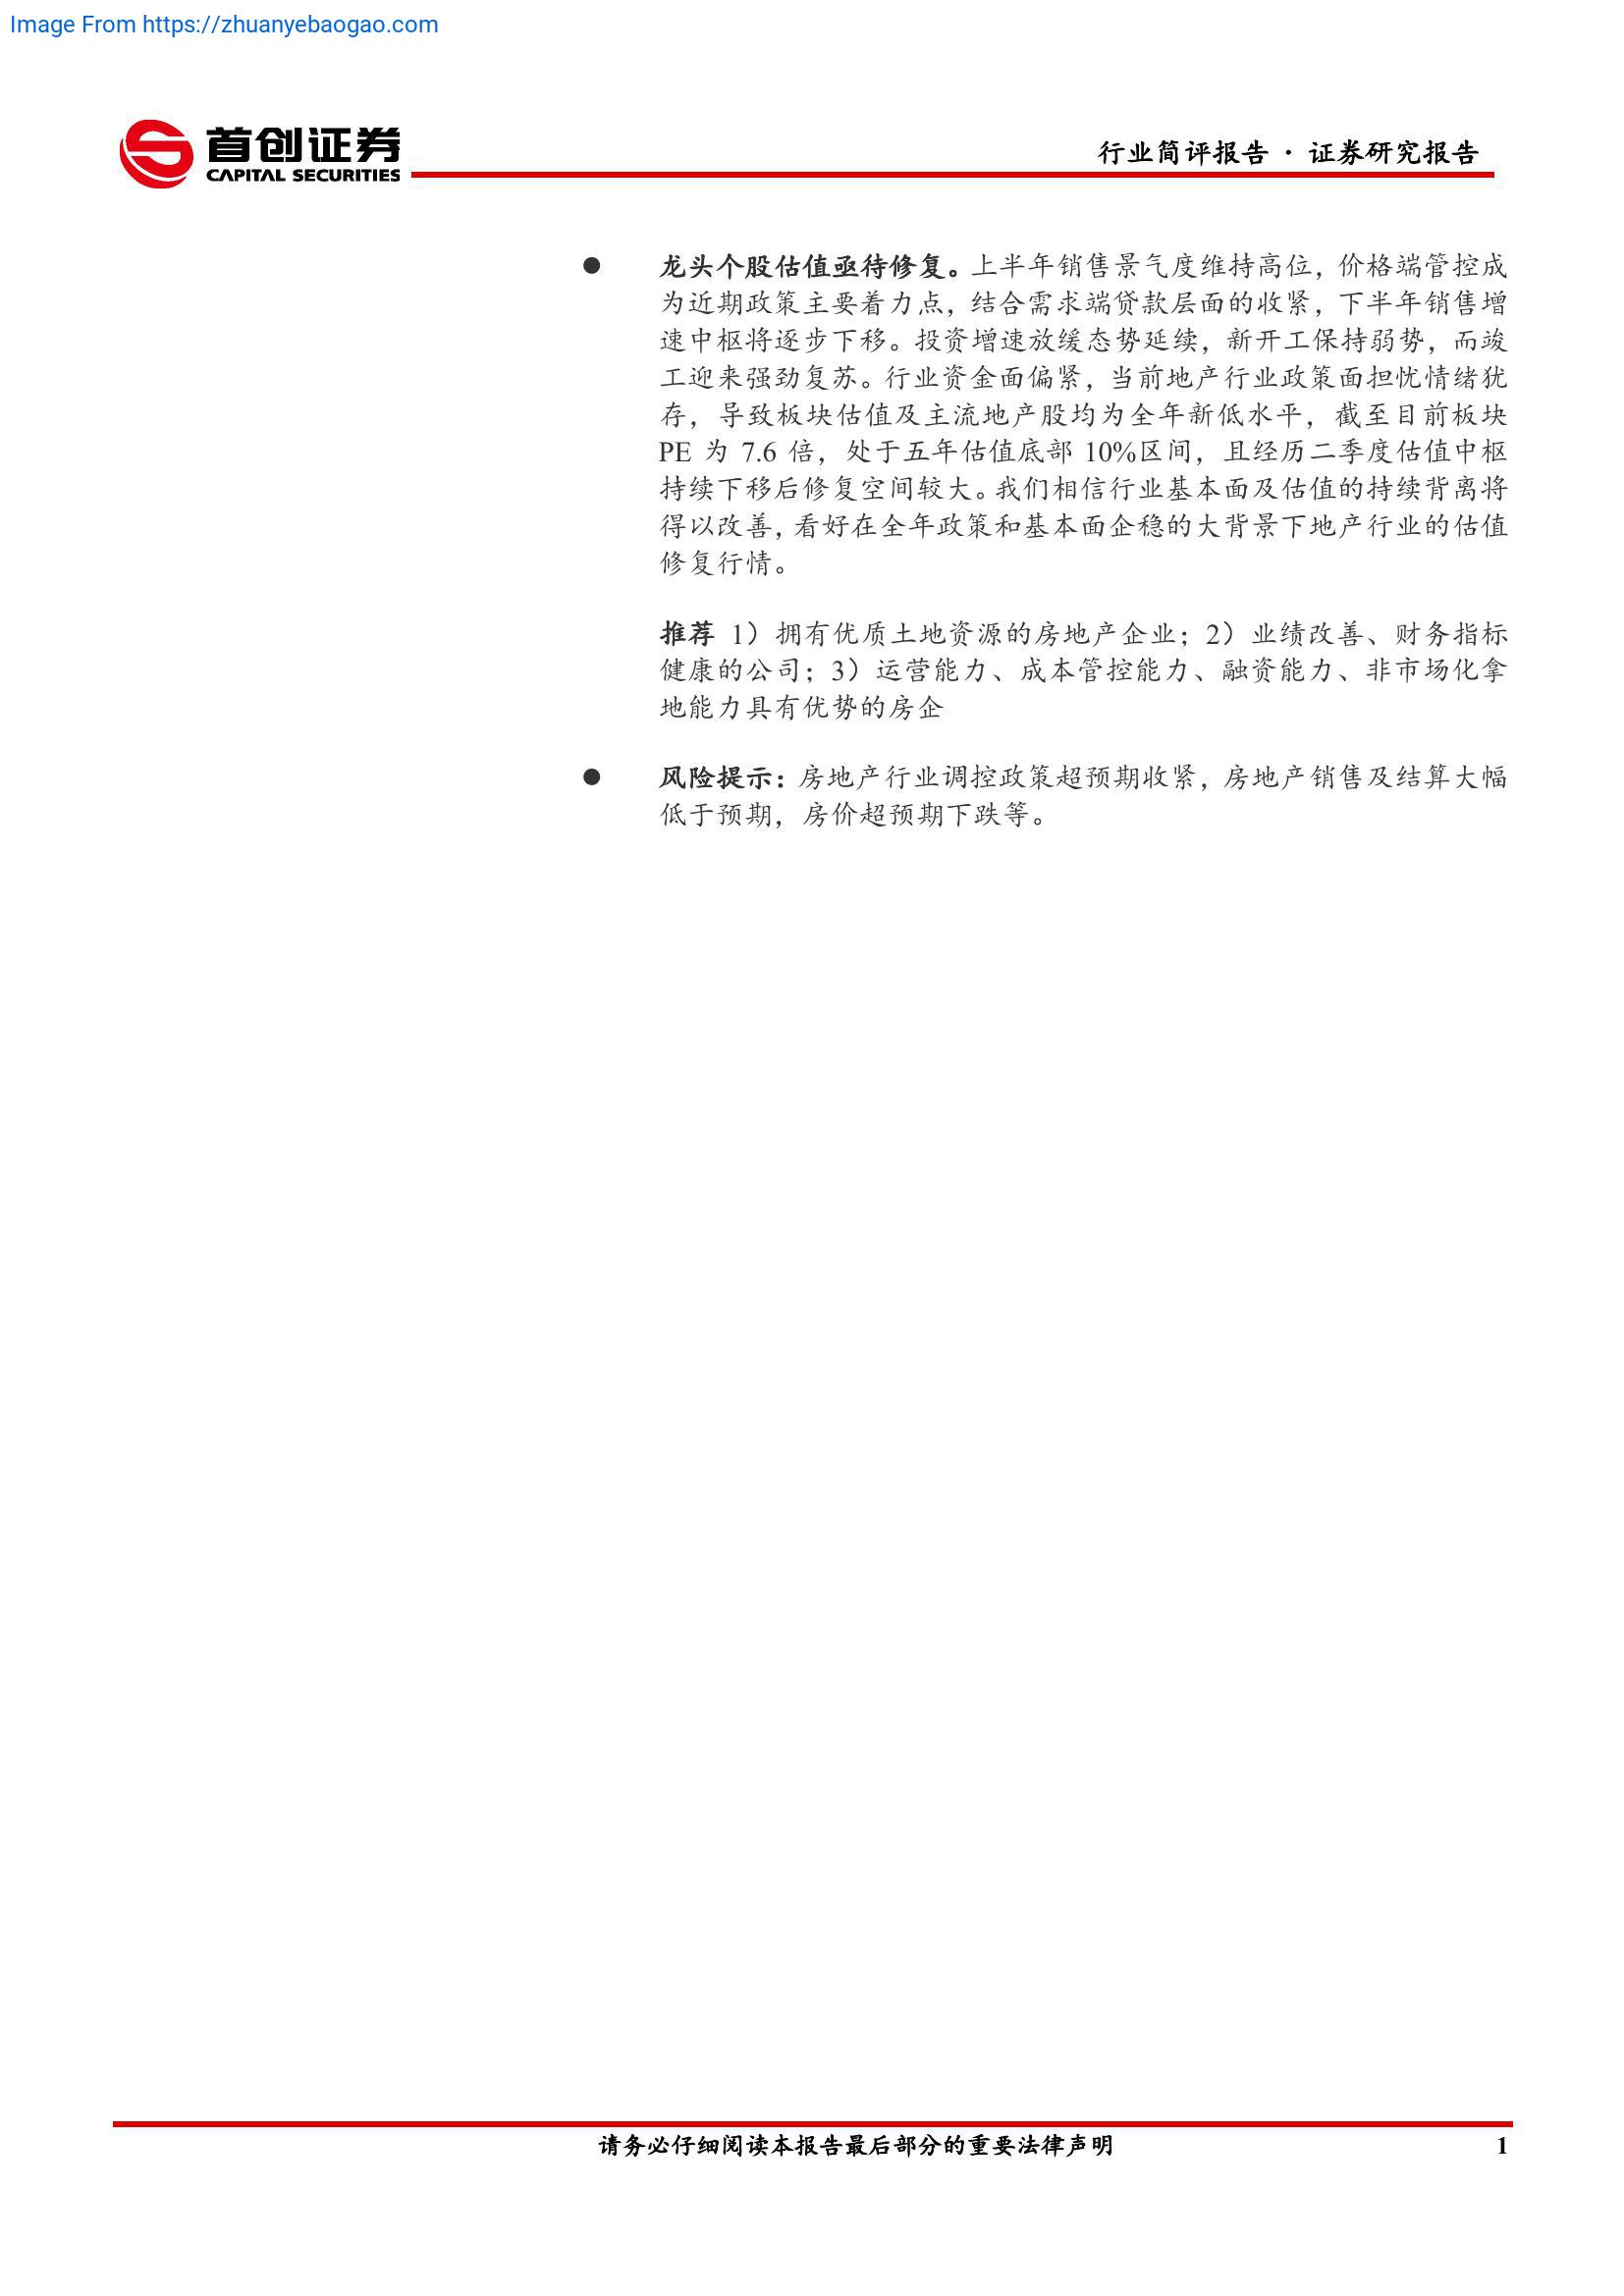 Image From https://zhuanyebaogao.com
首创证券
CAPITAL SECURITIES
行业简评报告 · 证券研究报告
● 龙头个股估值亟待修复。上半年销售景气度维持高位，价格端管控成
为近期政策主要着力点，结合需求端贷款层面的收紧，下半年销售增
速中枢将逐步下移。投资增速放缓态势延续，新开工保持弱势，而竣
工迎来强劲复苏。行业资金面偏紧，当前地产行业政策面担忧情绪犹
存，导致板块估值及主流地产股均为全年新低水平，截至目前板块
PE 为 7.6 倍，处于五年估值底部 10%区间，且经历二季度估值中枢
持续下移后修复空间较大。我们相信行业基本面及估值的持续背离将
得以改善，看好在全年政策和基本面企稳的大背景下地产行业的估值
修复行情。
推荐 1）拥有优质土地资源的房地产企业；2）业绩改善、财务指标
健康的公司；3）运营能力、成本管控能力、融资能力、非市场化拿
地能力具有优势的房企
● 风险提示：房地产行业调控政策超预期收紧，房地产销售及结算大幅
低于预期，房价超预期下跌等。
请务必仔细阅读本报告最后部分的重要法律声明 1